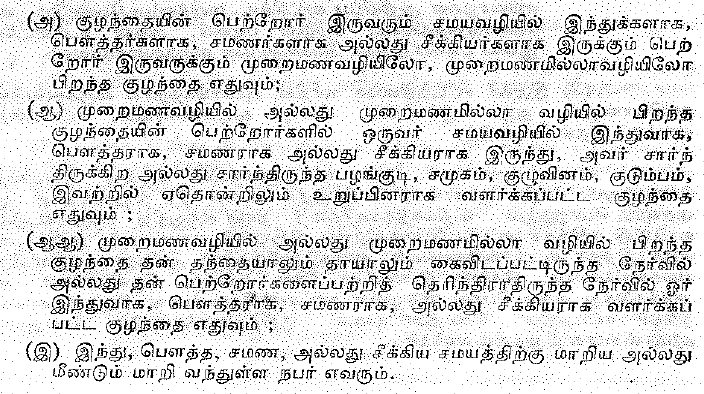 (அ) குழந்தையின் பெற்றோர் இருவரும் சமயவழியில் இந்துக்களாக,
பௌத்தர்களாக, சமணர்களாக அல்லது சீக்கியர்களாக இருக்கும் பெற்
றோர் இருவருக்கும் முறைமணவழியிலோ, முறைமணமில்லாவழியிலோ
பிறந்த குழந்தை எதுவும்;
(ஆ) முறைமணவழியில் அல்லது முறைமணமில்லா வழியில் பிறந்த
குழந்தையின் பெற்றோர்களில் ஒருவர் சமயவழியில் இந்துவாக,
பௌத்தராக, சமணராக அல்லது சீக்கியராக இருந்து, அவர் சார்ந்
திருக்கிற அல்லது சார்ந்திருந்த பழங்குடி, சமுகம், குழுவினம், குடும்பம்,
இவற்றில் ஏதொன்றிலும் உறுப்பினராக வளர்க்கப்பட்ட குழந்தை
எதுவும் ;
(ஆஆ) முறைமணவழியில் அல்லது முறைமணமில்லா வழியில் பிறந்த
குழந்தை தன் தந்தையாலும் தாயாலும் கைவிடப்பட்டிருந்த நேர்வில்
அல்லது தன் பெற்றோர்களைப்பற்றித் தெரிந்திராதிருந்த நேர்வில் ஓர்
இந்துவாக, பௌத்தராக, சமணராக, அல்லது சீக்கியராக வளர்க்கப்
பட்ட குழந்தை எதுவும் ;
(இ) இந்து, பௌத்த, சமண, அல்லது சீக்கிய சமயத்திற்கு மாறிய அல்லது
மீண்டும் மாறி வந்துள்ள நபர் எவரும்.